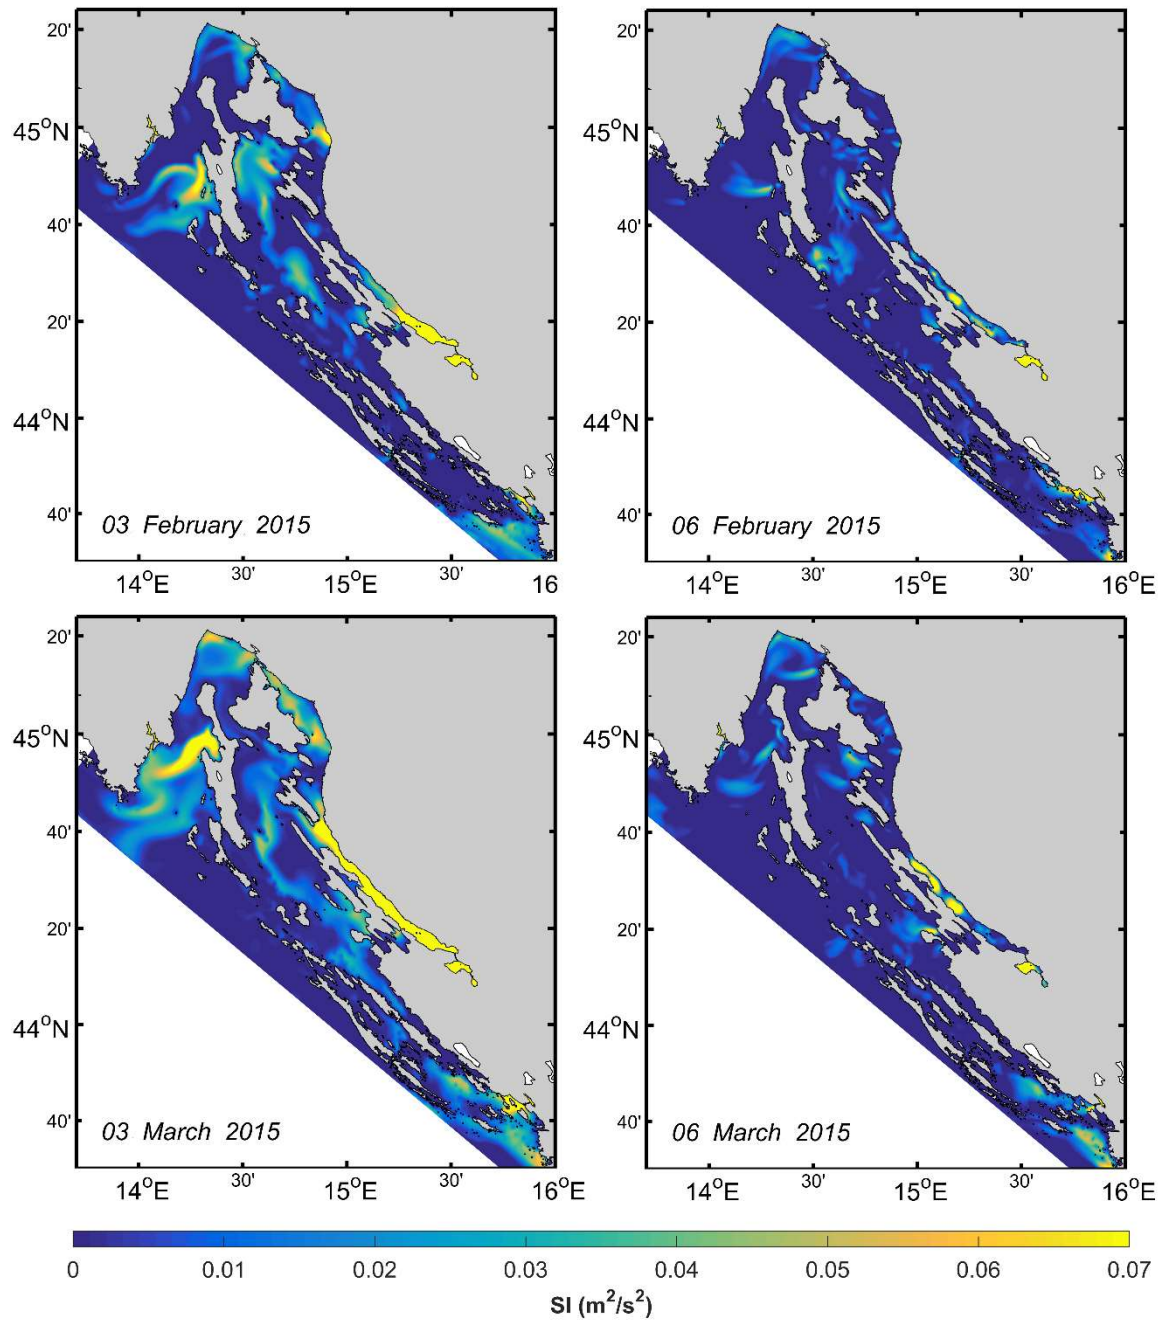 20'
45°N
40'
20'
44°N
40'
03 February 2015
14°E 30' 15°E 30' 16
20'
45°N
40'
20'
44°N
40'
06 February 2015
14°E 30' 15°E 30' 16°E
20'
45°N
40'
20'
44°N
40'
03 March 2015
14°E 30' 15°E 30' 16°E
20'
45°N
40'
20'
44°N
40'
06 March 2015
14°E 30' 15°E 30' 16°E
0 0.01 0.02 0.03 0.04 0.05 0.06 0.07
SI (m²/s²)